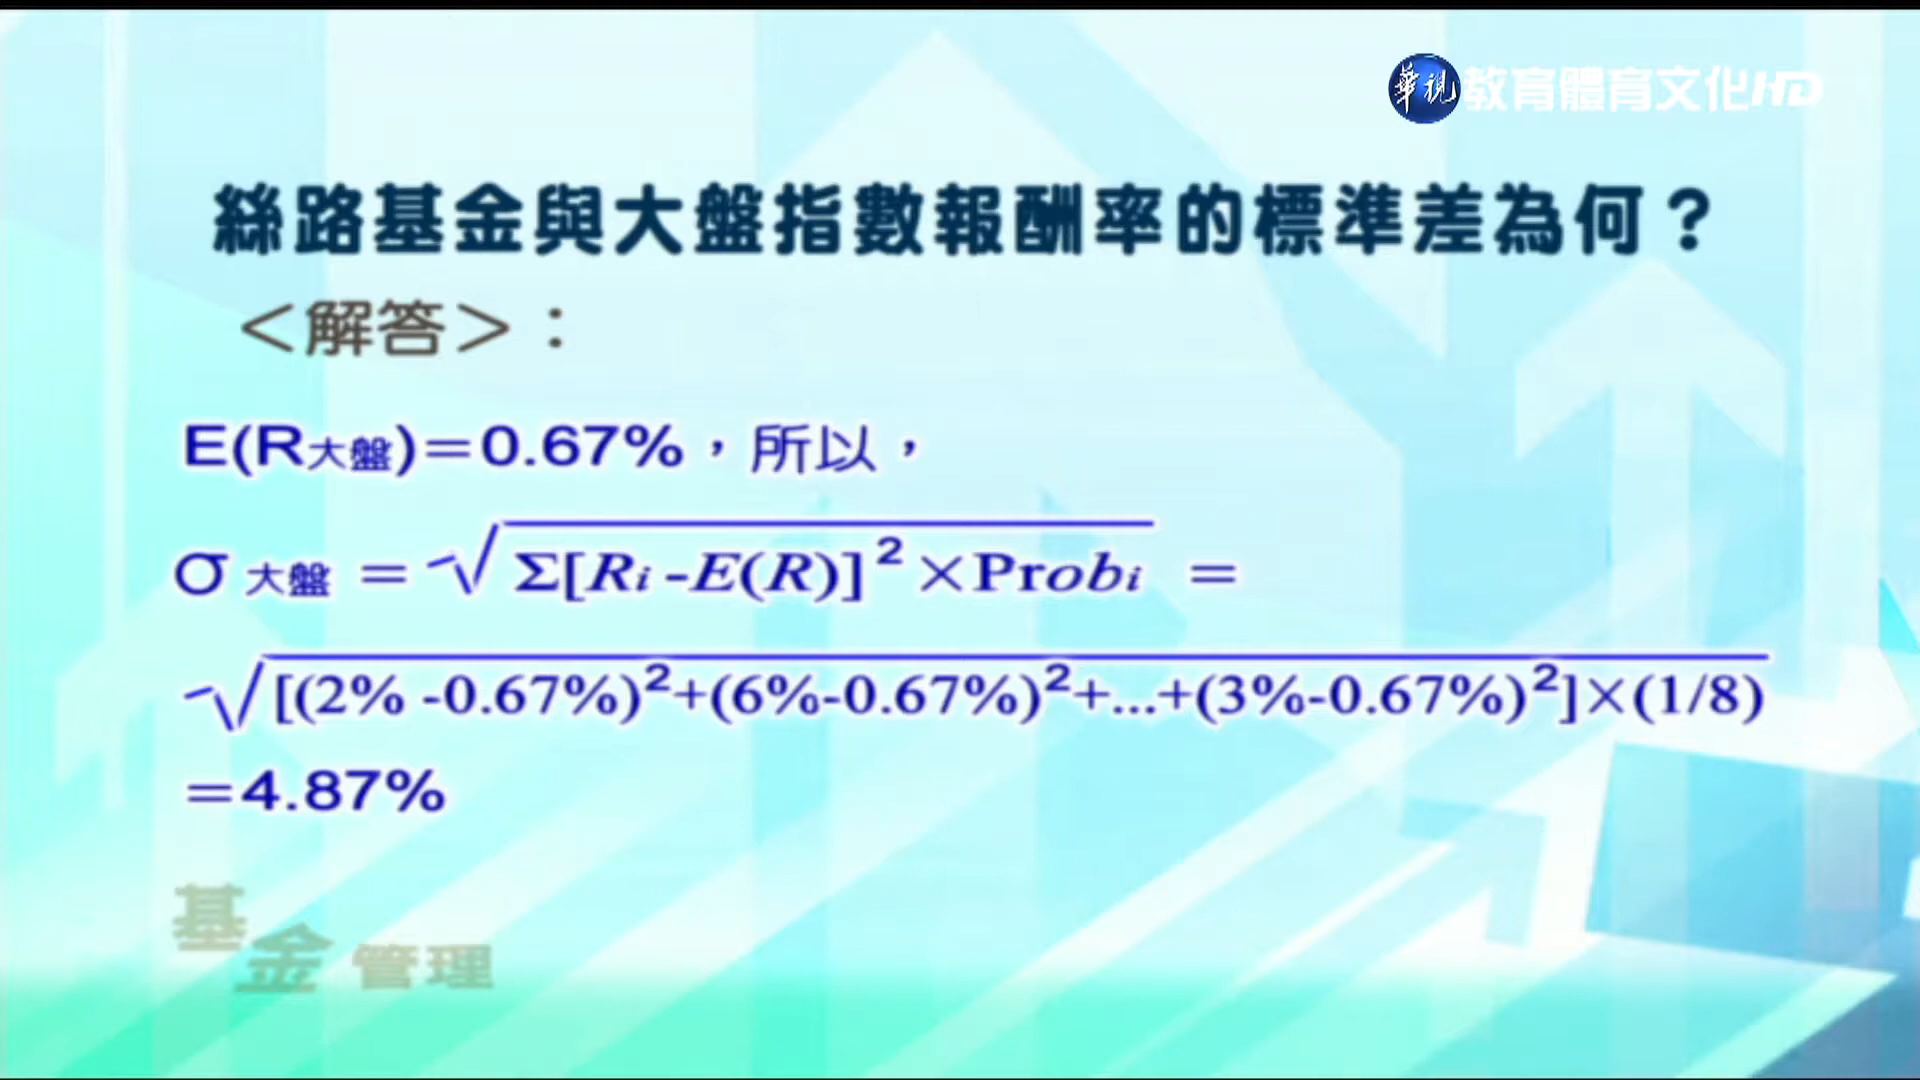 華視 教育體育文化HD
絲路基金與大盤指數報酬率的標準差為何？
＜解答＞：
E(R大盤)＝0.67%，所以，
σ大盤 ＝ √Σ[Ri -E(R)]²×Probi ＝
√[(2% -0.67%)²+(6%-0.67%)²+...+(3%-0.67%)²]×(1/8)
＝4.87%
基金管理